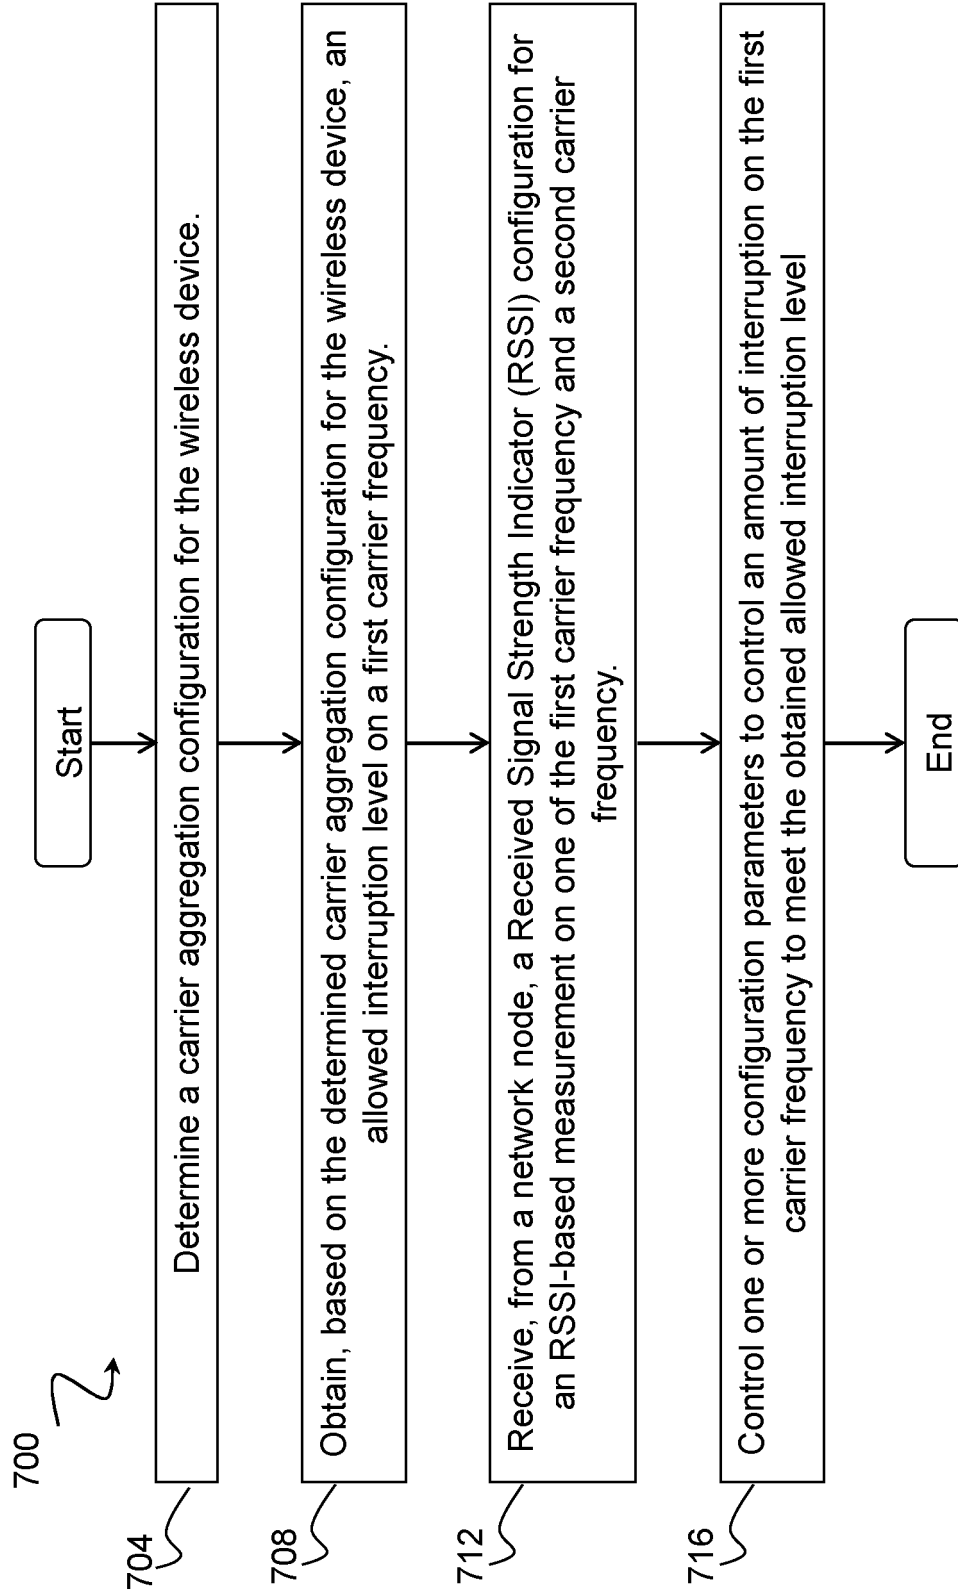 700
Start
704
Determine a carrier aggregation configuration for the wireless device.
708
Obtain, based on the determined carrier aggregation configuration for the wireless device, an
allowed interruption level on a first carrier frequency.
712
Receive, from a network node, a Received Signal Strength Indicator (RSSI) configuration for
an RSSI-based measurement on one of the first carrier frequency and a second carrier
frequency.
716
Control one or more configuration parameters to control an amount of interruption on the first
carrier frequency to meet the obtained allowed interruption level
End